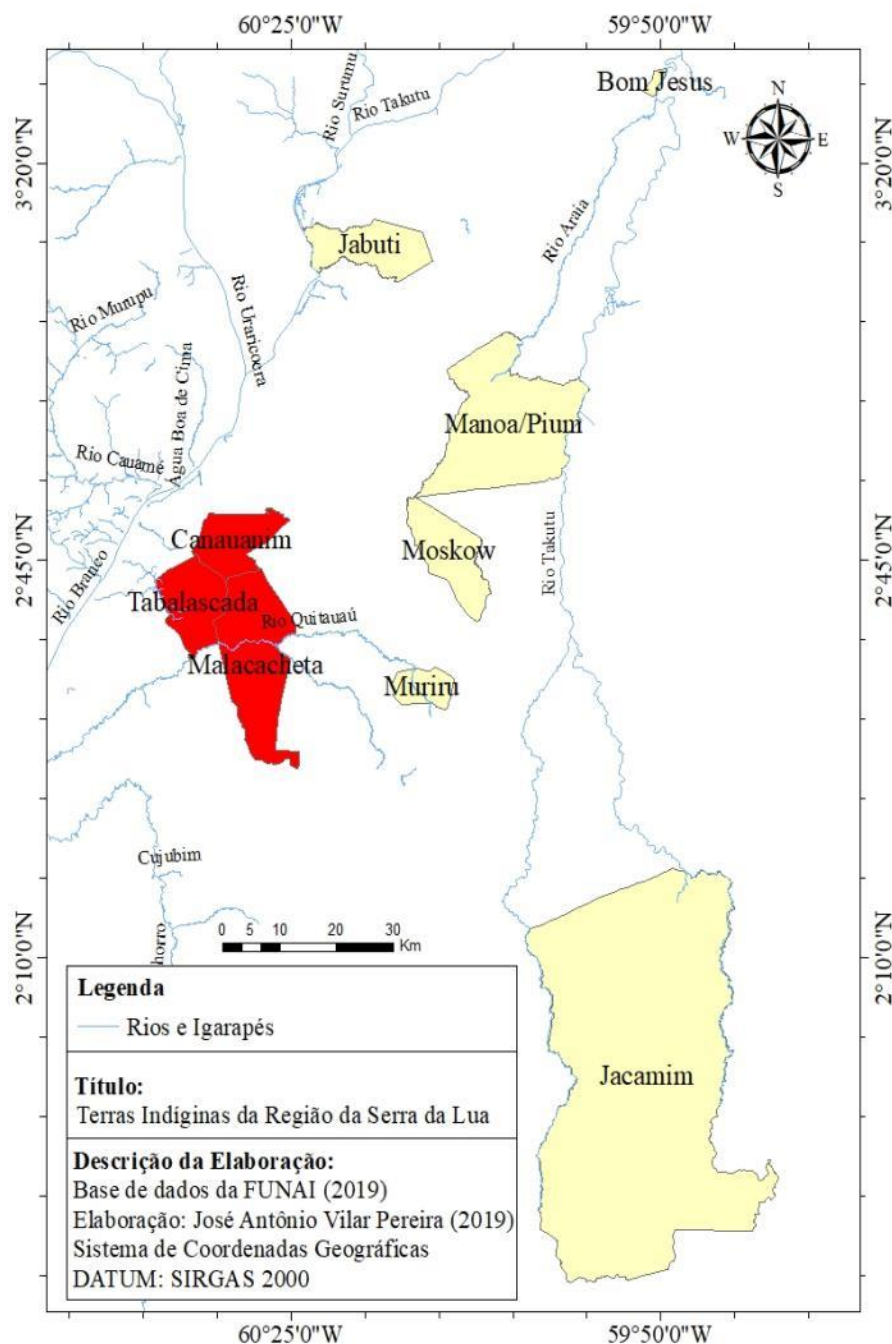 60°25'0"W
59°50'0"W
Bom Jesus
N
W
E
S
Rio Surumu
Rio Takutu
3°20'0"N
3°20'0"N
Rio Araia
Jabuti
Rio Murupu
Rio Uraricoera
Agua Boa de Cima
Manoa/Pium
Rio Cauamé
Rio Takutu
Canauanim
Moskow
2°45'0"N
2°45'0"N
Rio Branco
Tabalascada
Rio Quitauaú
Malacacheta
Muriru
Cujubim
horro
0 5 10 20 30
Km
2°10'0"N
2°10'0"N
Legenda
Rios e Igarapés
Título:
Terras Indíginas da Região da Serra da Lua
Jacamim
Descrição da Elaboração:
Base de dados da FUNAI (2019)
Elaboração: José Antônio Vilar Pereira (2019)
Sistema de Coordenadas Geográficas
DATUM: SIRGAS 2000
60°25'0"W
59°50'0"W